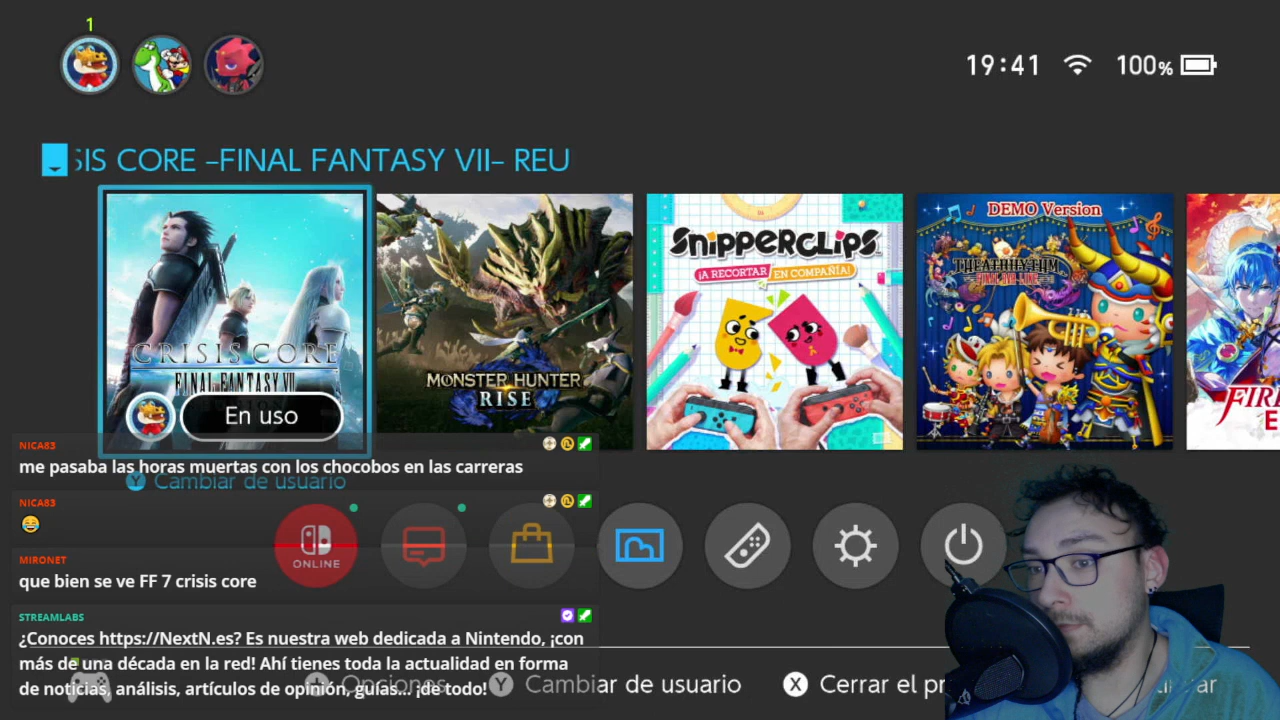 1
19:41 100%
SIS CORE –FINAL FANTASY VII– REU
DEMO Version
SNIPPERCLIPS
¡A RECORTAR EN COMPAÑÍA!
THEATRHYTHM
FINAL BAR LINE
CRISIS CORE
FINAL FANTASY VII
MONSTER HUNTER
RISE
FIRE
E
En uso
NICA83
me pasaba las horas muertas con los chocobos en las carreras
Y Cambiar de usuario
NICA83
ONLINE
MIRONET
que bien se ve FF 7 crisis core
STREAMLABS
¿Conoces https://NextN.es? Es nuestra web dedicada a Nintendo, ¡con
más de una década en la red! Ahí tienes toda la actualidad en forma
de noticias, análisis, artículos de opinión, guías... ¡de todo!
Opciones Y Cambiar de usuario X Cerrar el pr